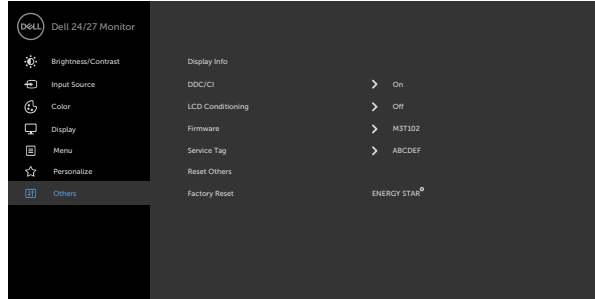 DELL Dell 24/27 Monitor
Brightness/Contrast Display Info
Input Source DDC/CI On
Color LCD Conditioning Off
Display Firmware M3T102
Menu Service Tag ABCDEF
Personalize Reset Others
Others Factory Reset ENERGY STAR°